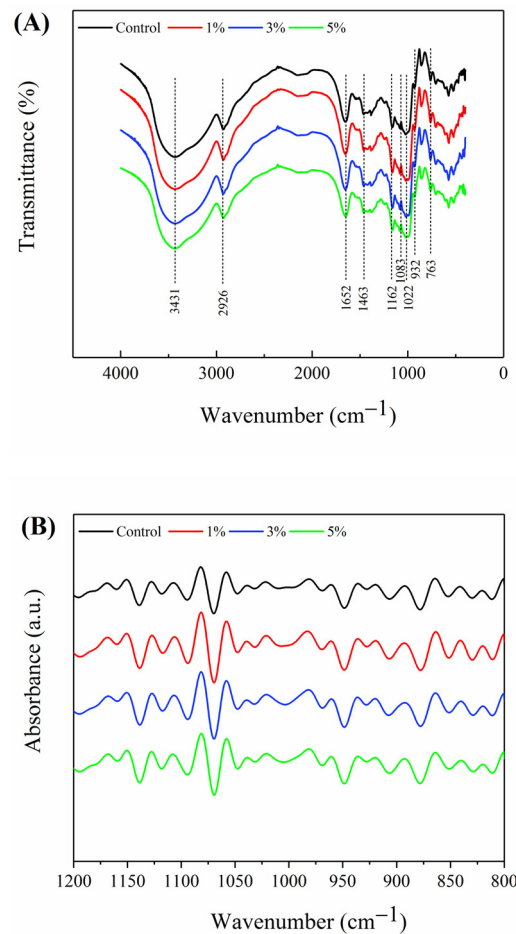 (A)
Control 1% 3% 5%
Transmittance (%)
3431
2926
1652
1463
1162
1083
1022
932
763
4000 3000 2000 1000 0
Wavenumber (cm−1)
(B)
Control 1% 3% 5%
Absorbance (a.u.)
1200 1150 1100 1050 1000 950 900 850 800
Wavenumber (cm−1)